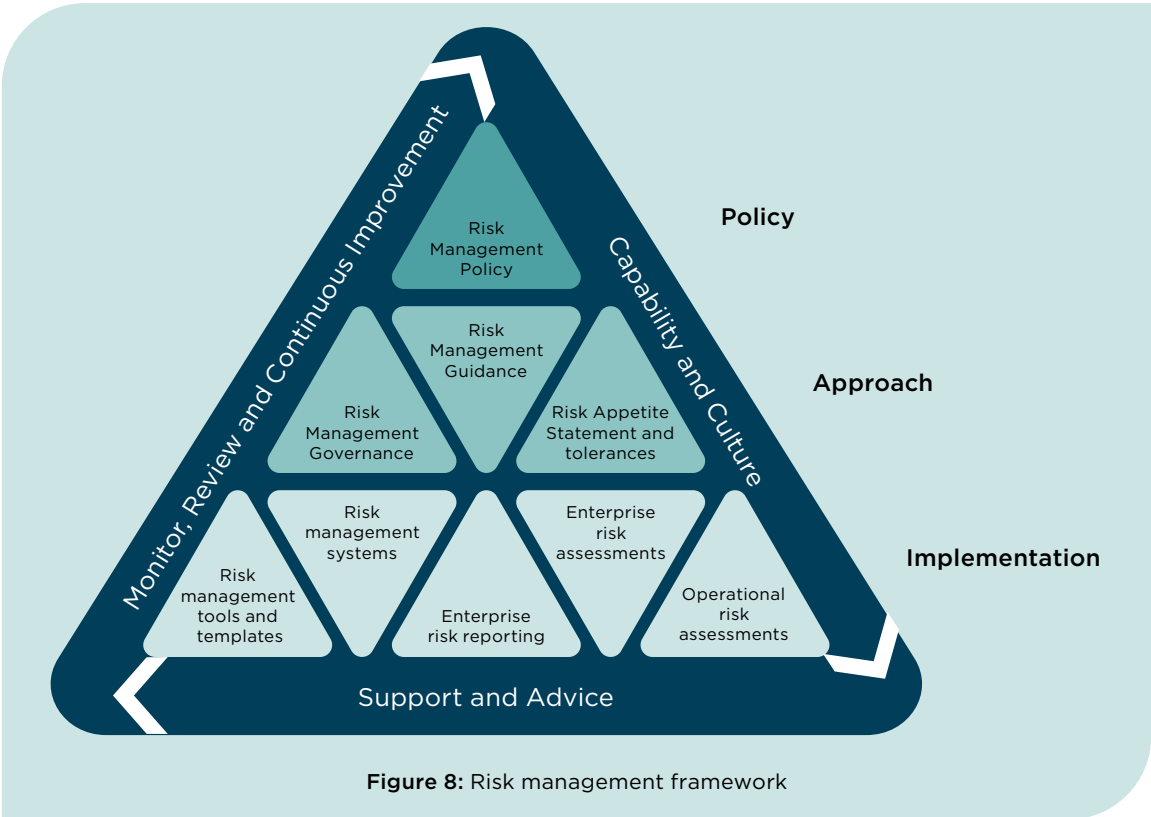 Monitor, Review and Continuous Improvement
Capability and Culture
Support and Advice
Policy
Risk
Management
Policy
Approach
Risk
Management
Guidance
Risk
Management
Governance
Risk Appetite
Statement and
tolerances
Implementation
Risk
management
tools and
templates
Risk
management
systems
Enterprise
risk reporting
Enterprise
risk
assessments
Operational
risk
assessments
Figure 8: Risk management framework